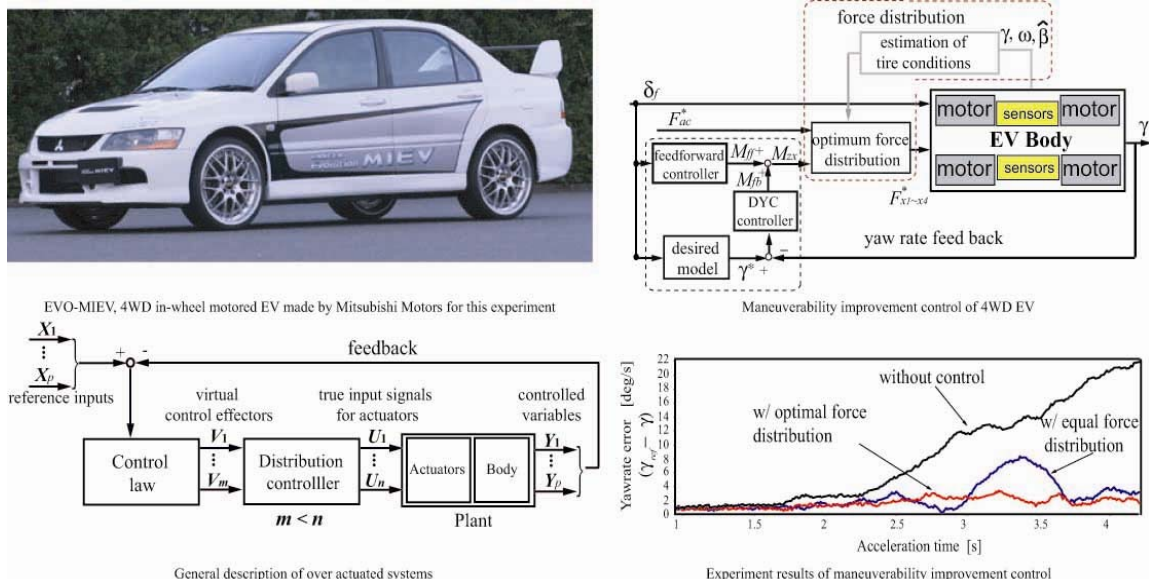 MIEV
EVO-MIEV, 4WD in-wheel motored EV made by Mitsubishi Motors for this experiment
force distribution
estimation of
tire conditions
γ, ω, β̂
δf
F*ac
feedforward
controller
Mff +
Mfb +
Mzx
optimum force
distribution
DYC
controller
desired
model
γ* +
−
motor
sensors
motor
EV Body
motor
sensors
motor
γ
F*x1~x4
yaw rate feed back
Maneuverability improvement control of 4WD EV
X1
⋮
Xp
reference inputs
+
-
feedback
virtual
control effectors
true input signals
for actuators
controlled
variables
Control
law
V1
⋮
Vm
Distribution
controlller
m < n
U1
⋮
Un
Actuators
Body
Plant
Y1
⋮
Yp
General description of over actuated systems
Yawrate error [deg/s]
(γref− γ)
22
20
18
16
14
12
10
8
6
4
2
0
without control
w/ optimal force
distribution
w/ equal force
distribution
1 1.5 2 2.5 3 3.5 4
Acceleration time [s]
Experiment results of maneuverability improvement control